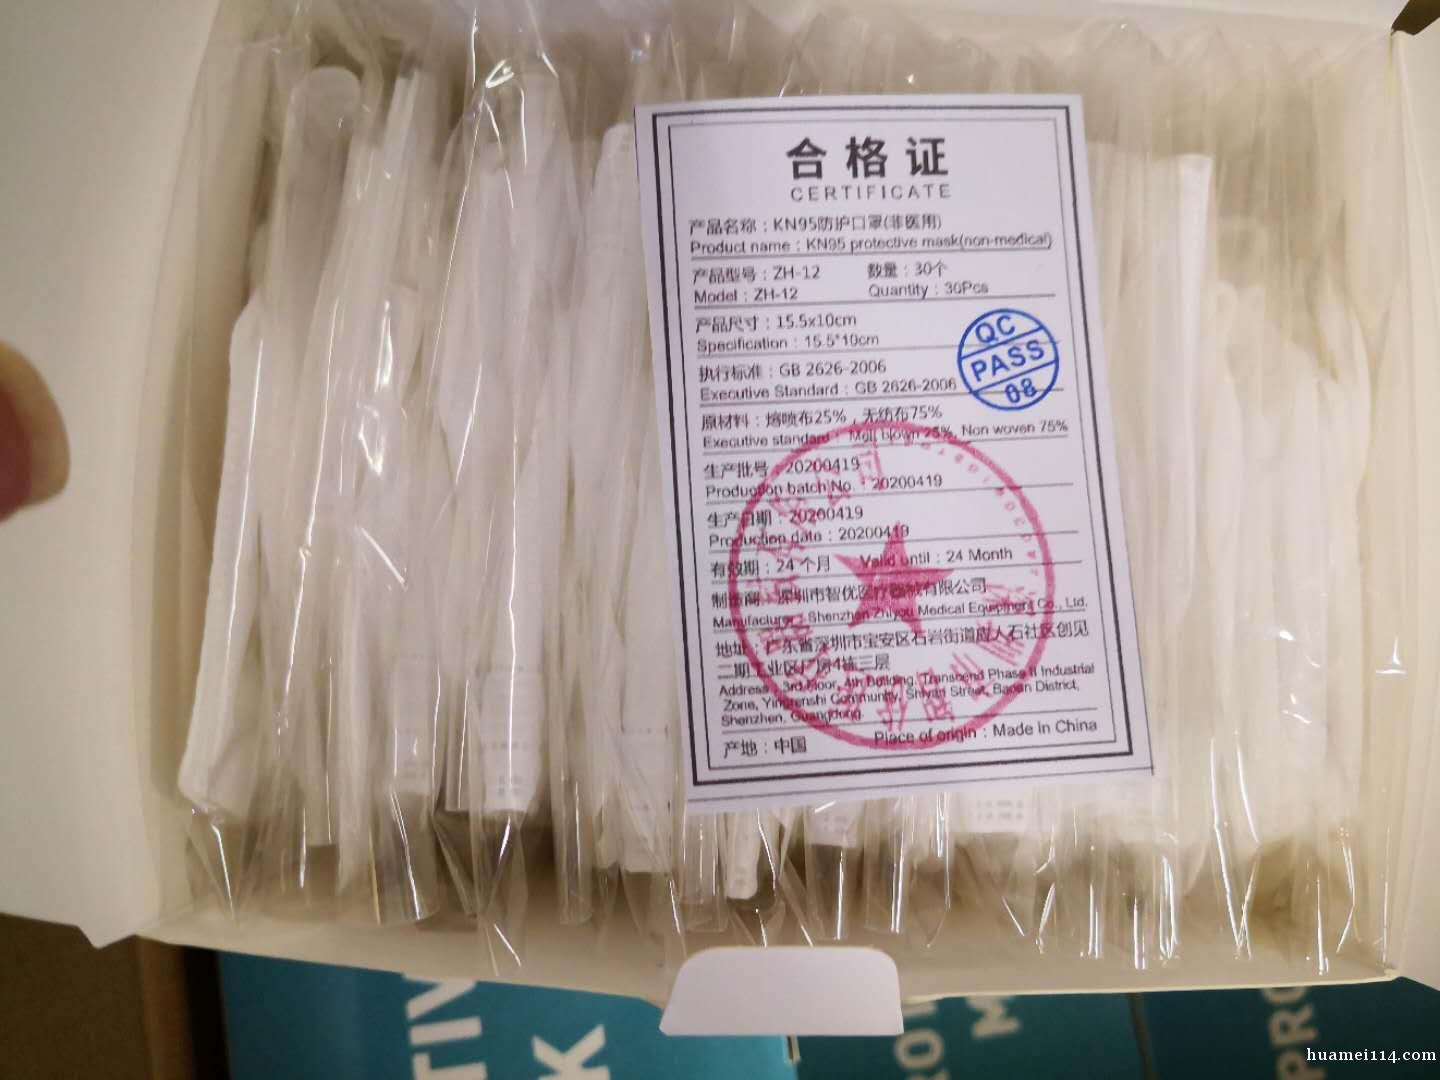 合格证
CERTIFICATE
产品名称：KN95防护口罩(非医用)
Product name：KN95 protective mask(non-medical)
产品型号：ZH-12 数量：30个
Model：ZH-12 Quantity：30Pcs
产品尺寸：15.5x10cm
Specification：15.5*10cm
QC
PASS
08
执行标准：GB 2626-2006
Executive Standard：GB 2626-2006
原材料：熔喷布25%，无纺布75%
Executive standard：Melt blown 25%, Non woven 75%
生产批号：20200419
Production batch No.：20200419
生产日期：20200419
Production date：20200419
有效期：24个月 Valid until：24 Month
制造商：深圳市智优医疗器械有限公司
Manufacturer：Shenzhen Zhiyou Medical Equipment Co., Ltd.
地址：广东省深圳市宝安区石岩街道应人石社区创见
二期工业区厂房4栋三层
Address：3rd Floor, 4th Building, Transcend Phase II Industrial
Zone, Yingrenshi Community, Shiyan Street, Baoan District,
Shenzhen, Guangdong.
产地：中国 Place of origin：Made in China
TIV
K
ROT
M
PRO
huamei114.com